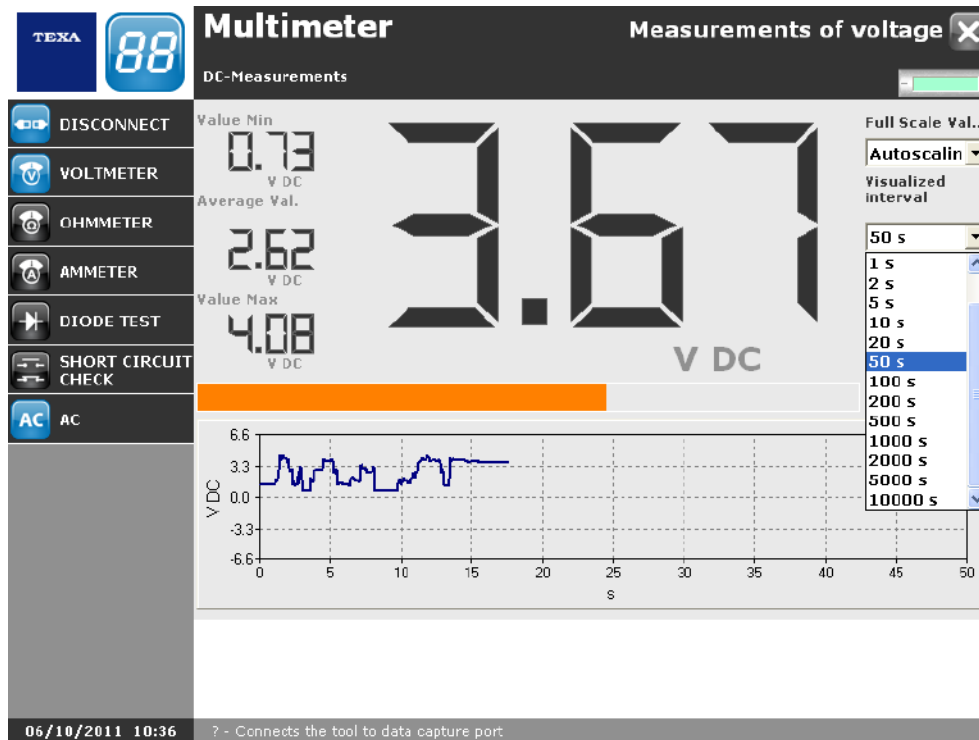 TEXA
88
Multimeter
Measurements of voltage
DC-Measurements
DISCONNECT
VOLTMETER
OHMMETER
AMMETER
DIODE TEST
SHORT CIRCUIT
CHECK
AC AC
Value Min
0.73
V DC
Average Val.
2.62
V DC
Value Max
4.08
V DC
3.67
V DC
Full Scale Val..
Autoscalin
Visualized
interval
50 s
1 s
2 s
5 s
10 s
20 s
50 s
100 s
200 s
500 s
1000 s
2000 s
5000 s
10000 s
V DC
6.6
3.3
0.0
-3.3
-6.6
0 5 10 15 20 25 30 35 40 45 50
s
06/10/2011 10:36
? - Connects the tool to data capture port